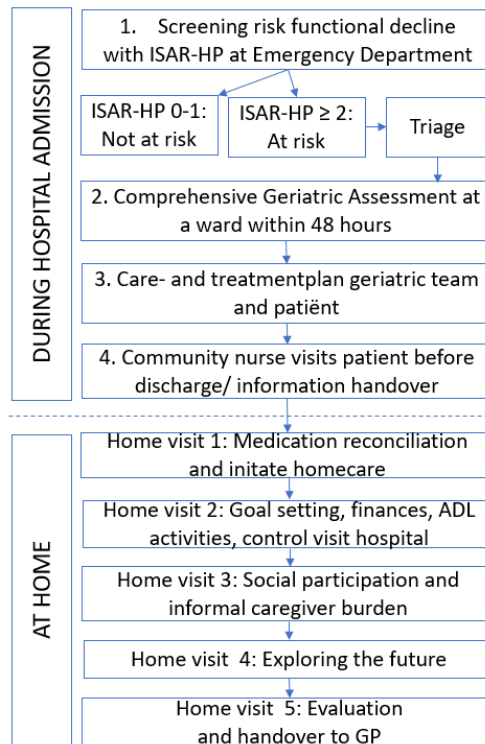 DURING HOSPITAL ADMISSION
1. Screening risk functional decline
with ISAR-HP at Emergency Department
ISAR-HP 0-1:
Not at risk
ISAR-HP ≥ 2:
At risk
Triage
2. Comprehensive Geriatric Assessment at
a ward within 48 hours
3. Care- and treatmentplan geriatric team
and patiënt
4. Community nurse visits patient before
discharge/ information handover
AT HOME
Home visit 1: Medication reconciliation
and initate homecare
Home visit 2: Goal setting, finances, ADL
activities, control visit hospital
Home visit 3: Social participation and
informal caregiver burden
Home visit 4: Exploring the future
Home visit 5: Evaluation
and handover to GP